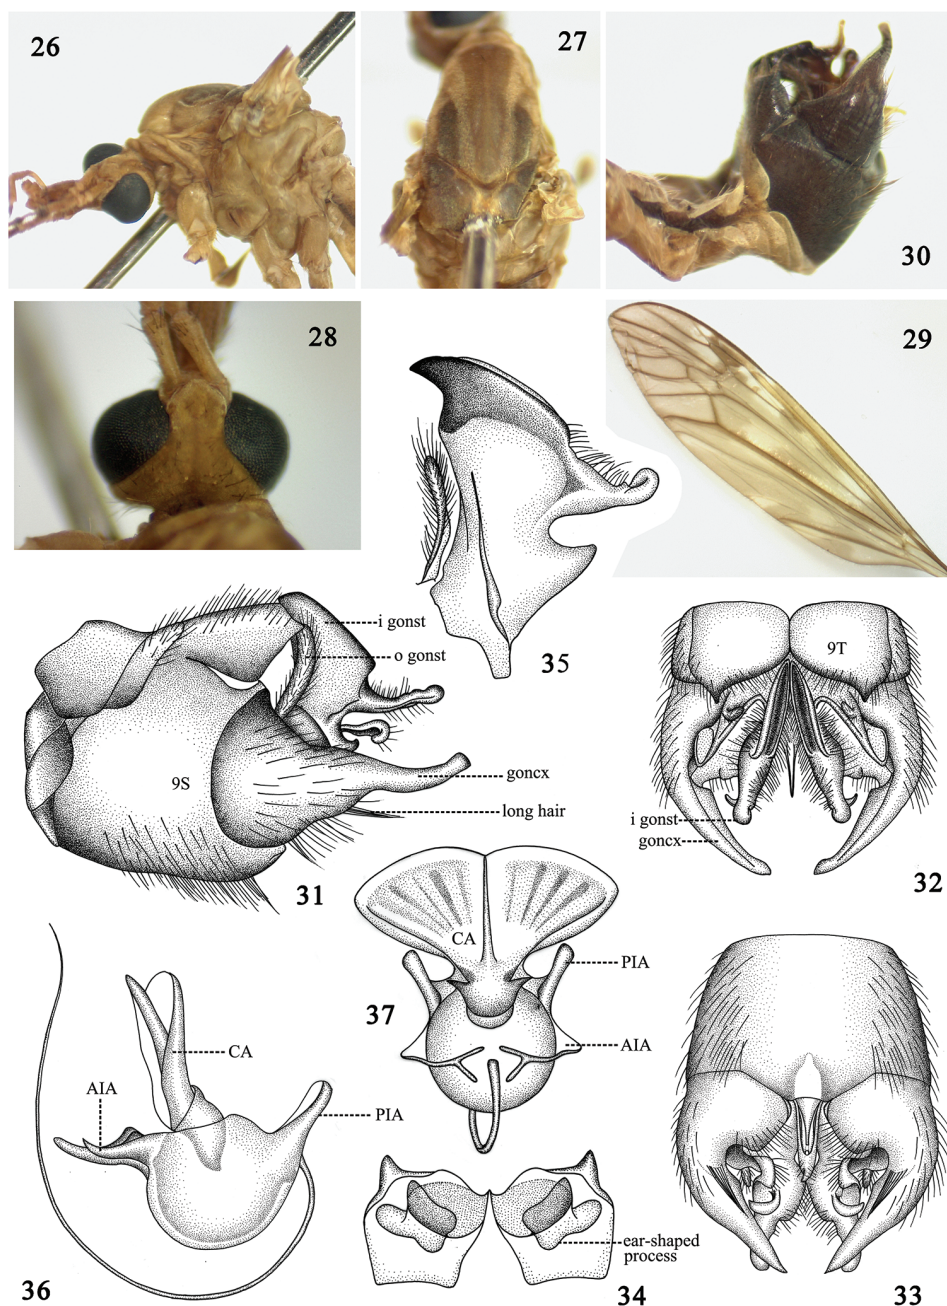 26
27
30
28
29
35
i gonst
o gonst
9S
goncx
long hair
31
9T
i gonst
goncx
32
CA
PIA
37
AIA
CA
AIA
PIA
36
ear-shaped
process
34
33